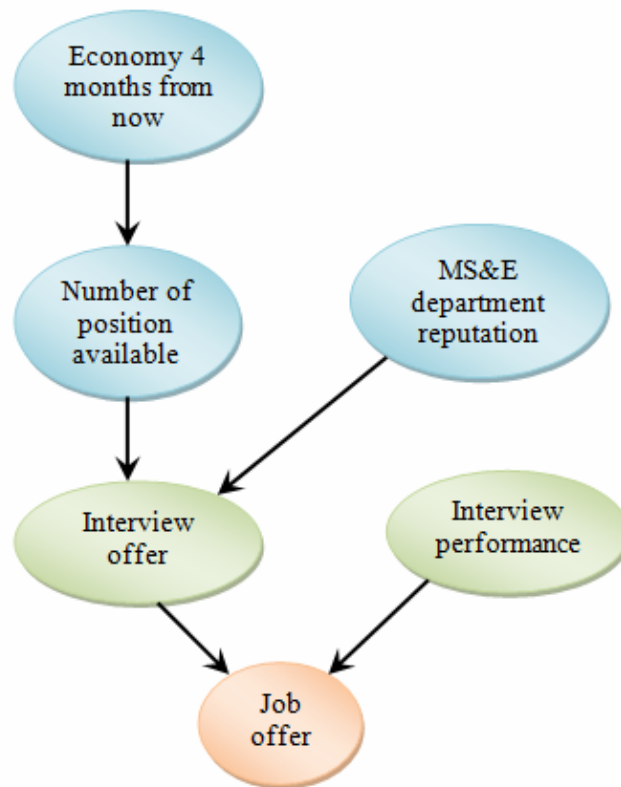 Economy 4
months from
now
Number of
position
available
MS&E
department
reputation
Interview
offer
Interview
performance
Job
offer